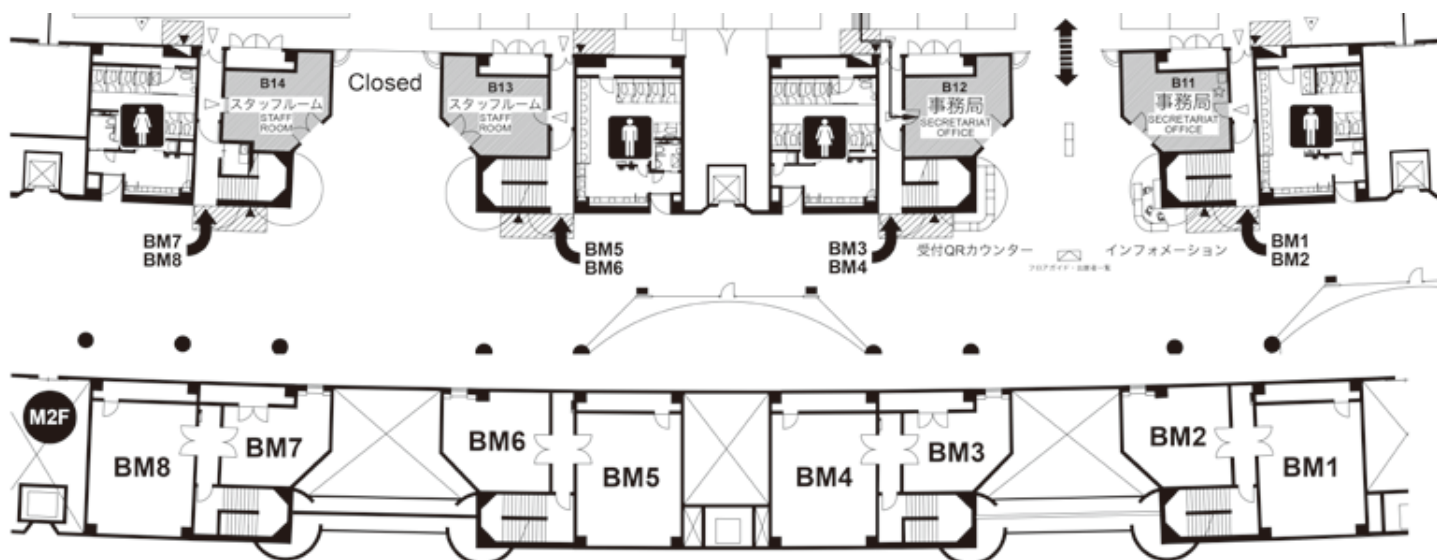 B14
スタッフルーム
STAFF
ROOM
Closed
B13
スタッフルーム
STAFF
ROOM
B12
事務局
SECRETARIAT
OFFICE
B11
事務局
SECRETARIAT
OFFICE
BM7
BM8
BM5
BM6
BM3
BM4
受付QRカウンター
インフォメーション
BM1
BM2
M2F
BM8
BM7
BM6
BM5
BM4
BM3
BM2
BM1